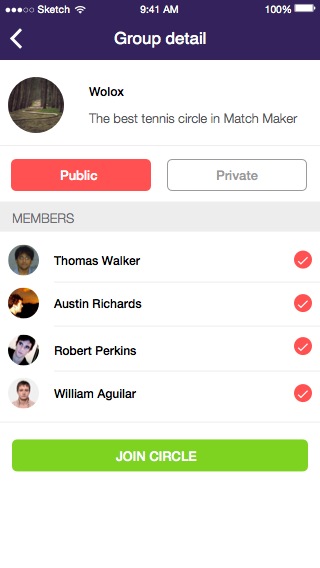 Sketch 9:41 AM 100%
Group detail
Wolox
The best tennis circle in Match Maker
Public Private
MEMBERS
Thomas Walker
Austin Richards
Robert Perkins
William Aguilar
JOIN CIRCLE